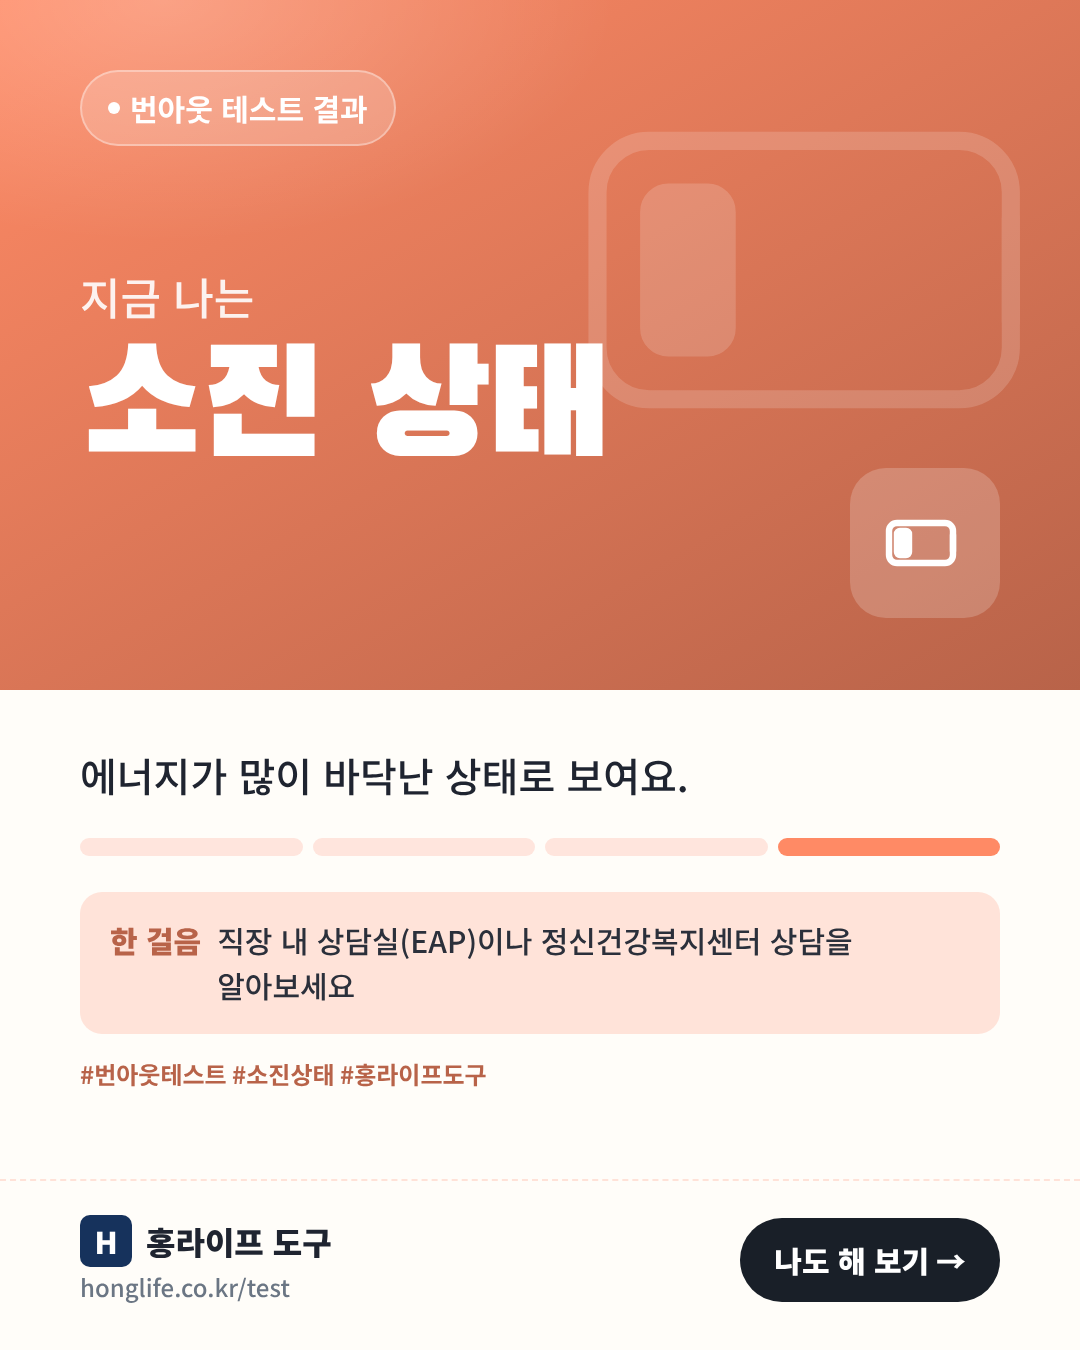 번아웃 테스트 결과
지금 나는
소진 상태
에너지가 많이 바닥난 상태로 보여요.
한 걸음 직장 내 상담실(EAP)이나 정신건강복지센터 상담을
알아보세요
#번아웃테스트 #소진상태 #홍라이프도구
H 홍라이프 도구
honglife.co.kr/test
나도 해 보기 →